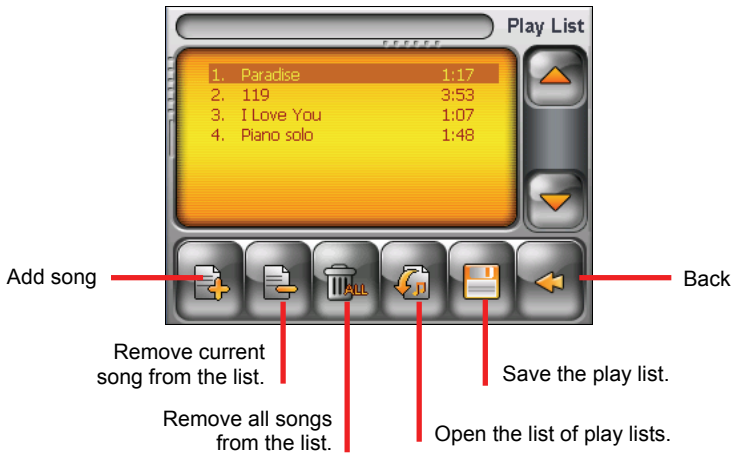 Play List
1. Paradise 1:17
2. 119 3:53
3. I Love You 1:07
4. Piano solo 1:48
ALL
Add song
Back
Remove current
song from the list.
Save the play list.
Remove all songs
from the list.
Open the list of play lists.